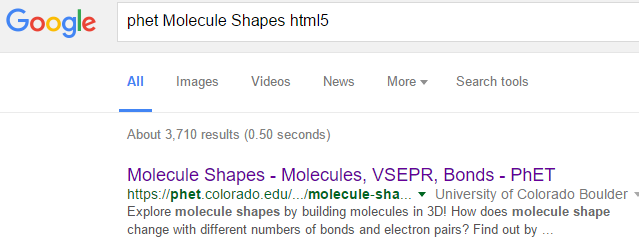 Google phet Molecule Shapes html5
All Images Videos News More Search tools
About 3,710 results (0.50 seconds)
Molecule Shapes - Molecules, VSEPR, Bonds - PhET
https://phet.colorado.edu/.../molecule-sha... University of Colorado Boulder
Explore molecule shapes by building molecules in 3D! How does molecule shape
change with different numbers of bonds and electron pairs? Find out by ...